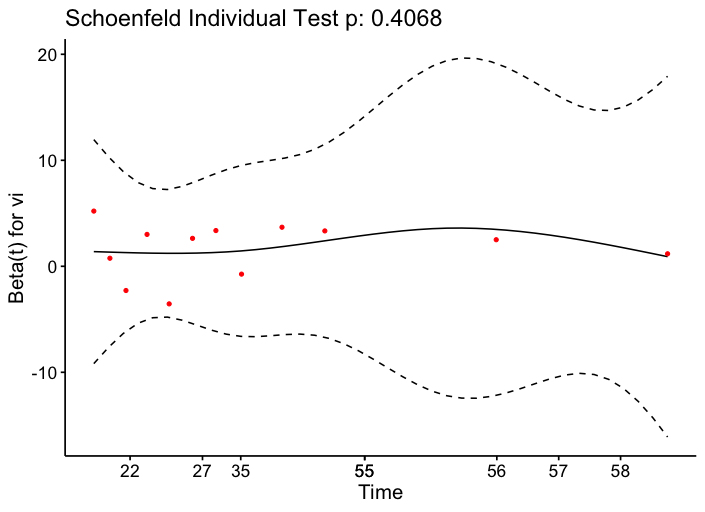 Schoenfeld Individual Test p: 0.4068
20
10
0
-10
Beta(t) for vi
22 27 35 55 56 57 58
Time